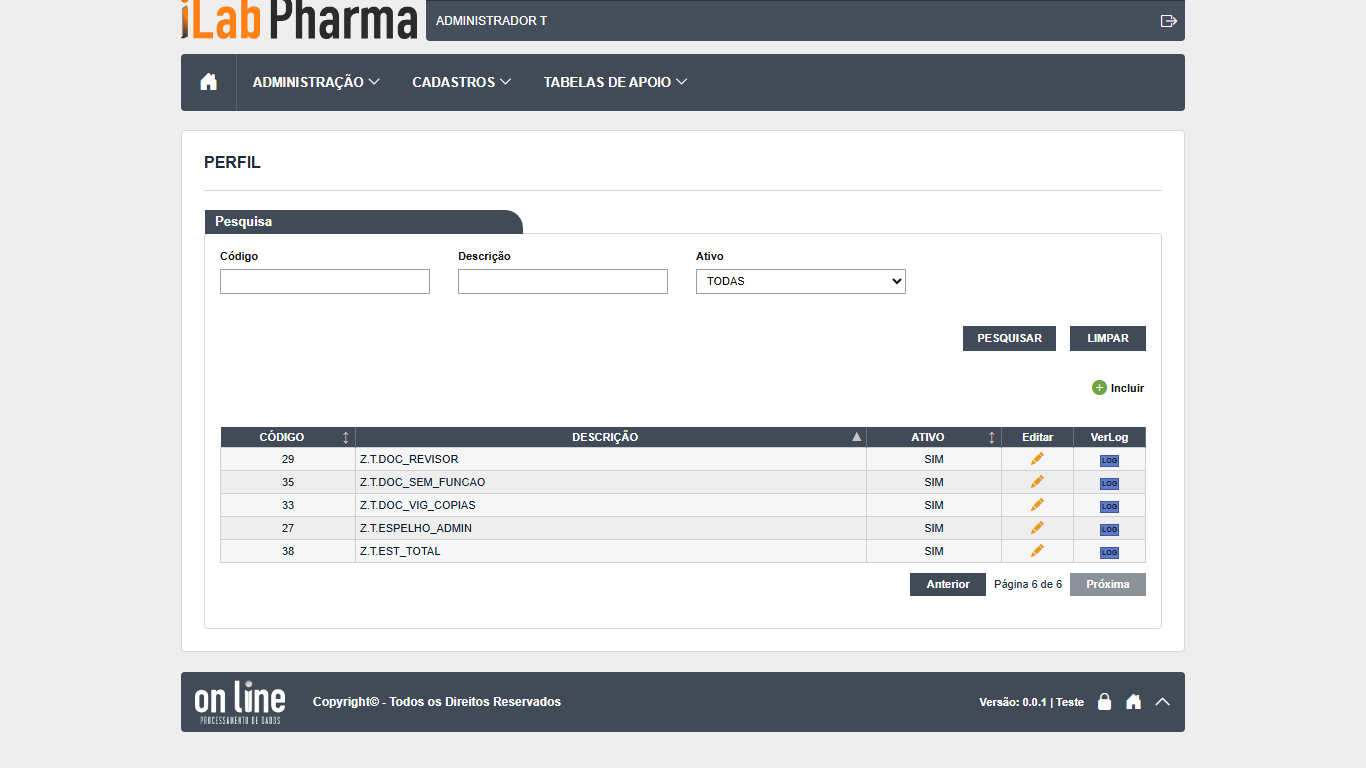 iLab Pharma
ADMINISTRADOR T
ADMINISTRAÇÃO CADASTROS TABELAS DE APOIO
PERFIL
Pesquisa
Código Descrição Ativo
TODAS
PESQUISAR LIMPAR
Incluir
CÓDIGO DESCRIÇÃO ATIVO Editar VerLog
29 Z.T.DOC_REVISOR SIM LOG
35 Z.T.DOC_SEM_FUNCAO SIM LOG
33 Z.T.DOC_VIG_COPIAS SIM LOG
27 Z.T.ESPELHO_ADMIN SIM LOG
38 Z.T.EST_TOTAL SIM LOG
Anterior Página 6 de 6 Próxima
on line
PROCESSAMENTO DE DADOS
Copyright© - Todos os Direitos Reservados
Versão: 0.0.1 | Teste